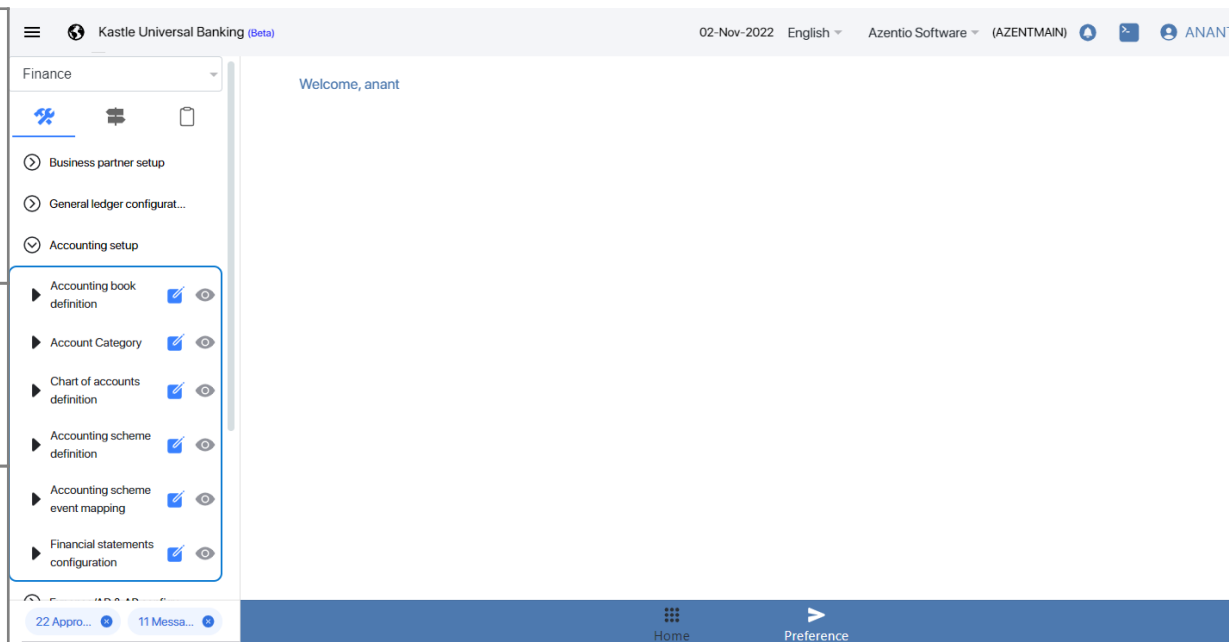 Kastle Universal Banking (Beta)
02-Nov-2022 English Azentio Software (AZENTMAIN) ANANT
Finance
Welcome, anant
Business partner setup
General ledger configurat...
Accounting setup
Accounting book
definition
Account Category
Chart of accounts
definition
Accounting scheme
definition
Accounting scheme
event mapping
Financial statements
configuration
22 Appro... 11 Messa...
Home Preference